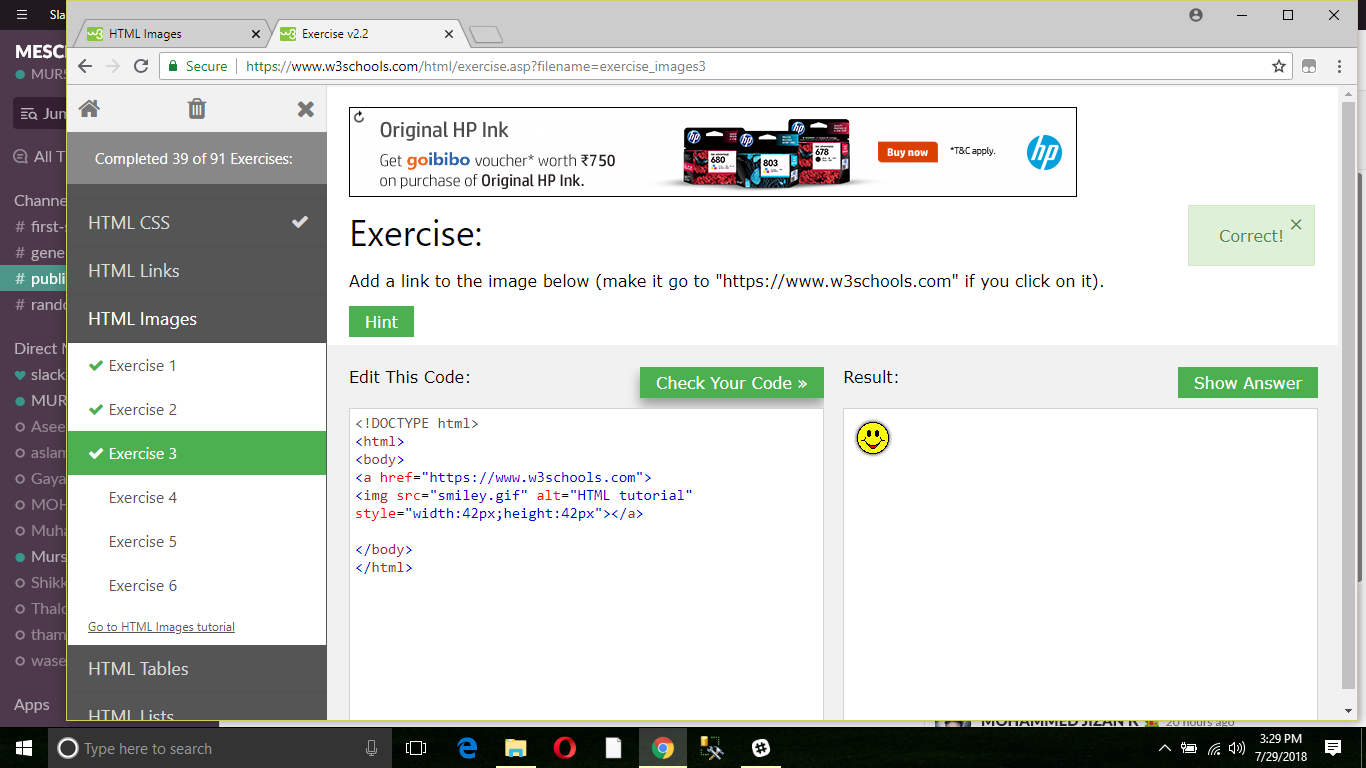 Sla
HTML Images
Exercise v2.2
MESC
MURS
Secure
https://www.w3schools.com/html/exercise.asp?filename=exercise_images3
Jum
All T
Channe
# first-s
# gene
# publi
# rando
Direct M
slack
MUR
Asee
aslam
Gaya
MOH
Muha
Murs
Shikk
Thalo
tham
wase
Apps
Completed 39 of 91 Exercises:
HTML CSS
HTML Links
HTML Images
Exercise 1
Exercise 2
Exercise 3
Exercise 4
Exercise 5
Exercise 6
Go to HTML Images tutorial
HTML Tables
HTML Lists
Original HP Ink
Get goibibo voucher* worth ₹750
on purchase of Original HP Ink.
680
803
678
Buy now
*T&C apply.
hp
Exercise:
Correct!
Add a link to the image below (make it go to "https://www.w3schools.com" if you click on it).
Hint
Edit This Code:
Check Your Code »
Result:
Show Answer
<!DOCTYPE html>
<html>
<body>
<a href="https://www.w3schools.com">
<img src="smiley.gif" alt="HTML tutorial"
style="width:42px;height:42px"></a>
</body>
</html>
MOHAMMED JIZAN K
20 hours ago
Type here to search
3:29 PM
7/29/2018